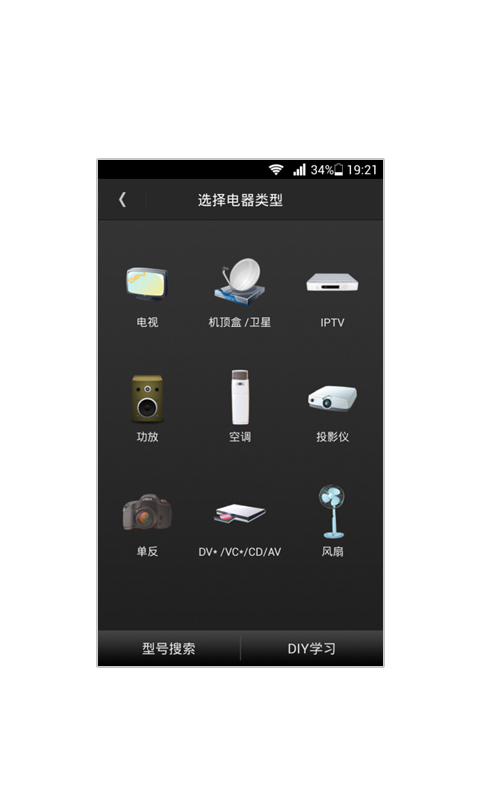 34% 19:21
选择电器类型
电视 机顶盒 /卫星 IPTV
功放 空调 投影仪
单反 DV* /VC*/CD/AV 风扇
型号搜索 DIY学习